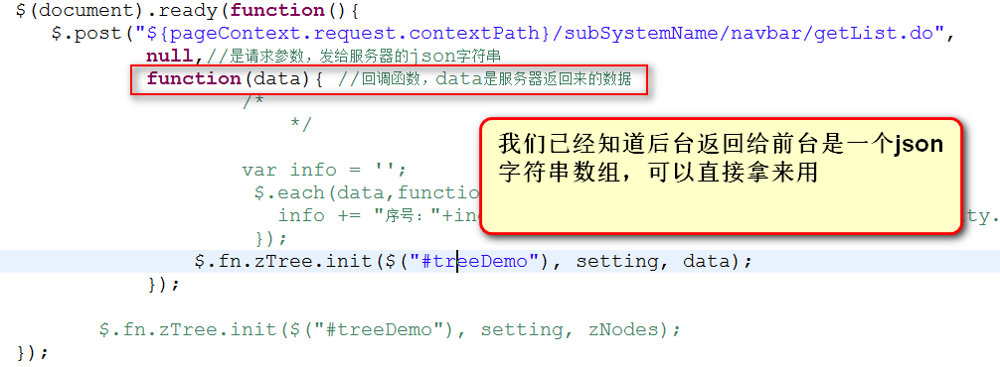 $(document).ready(function(){
$.post("${pageContext.request.contextPath}/subSystemName/navbar/getList.do",
null,//是请求参数，发给服务器的json字符串
function(data){ //回调函数，data是服务器返回来的数据
/*
*/
我们已经知道后台返回给前台是一个json
字符串数组，可以直接拿来用
var info = '';
$.each(data,functio
info += "序号："+in ty.
});
$.fn.zTree.init($("#treeDemo"), setting, data);
});
$.fn.zTree.init($("#treeDemo"), setting, zNodes);
});